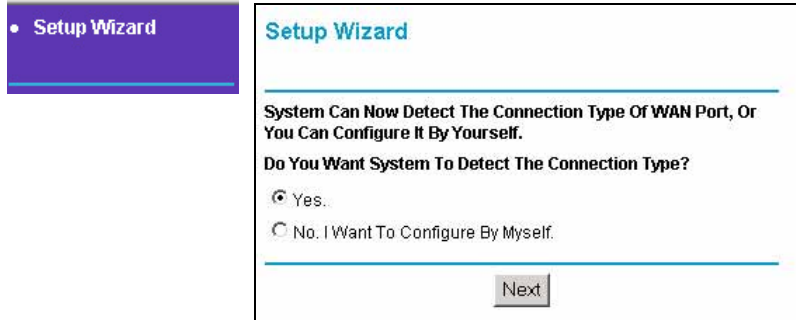 Setup Wizard
Setup Wizard
System Can Now Detect The Connection Type Of WAN Port, Or
You Can Configure It By Yourself.
Do You Want System To Detect The Connection Type?
Yes.
No. I Want To Configure By Myself.
Next